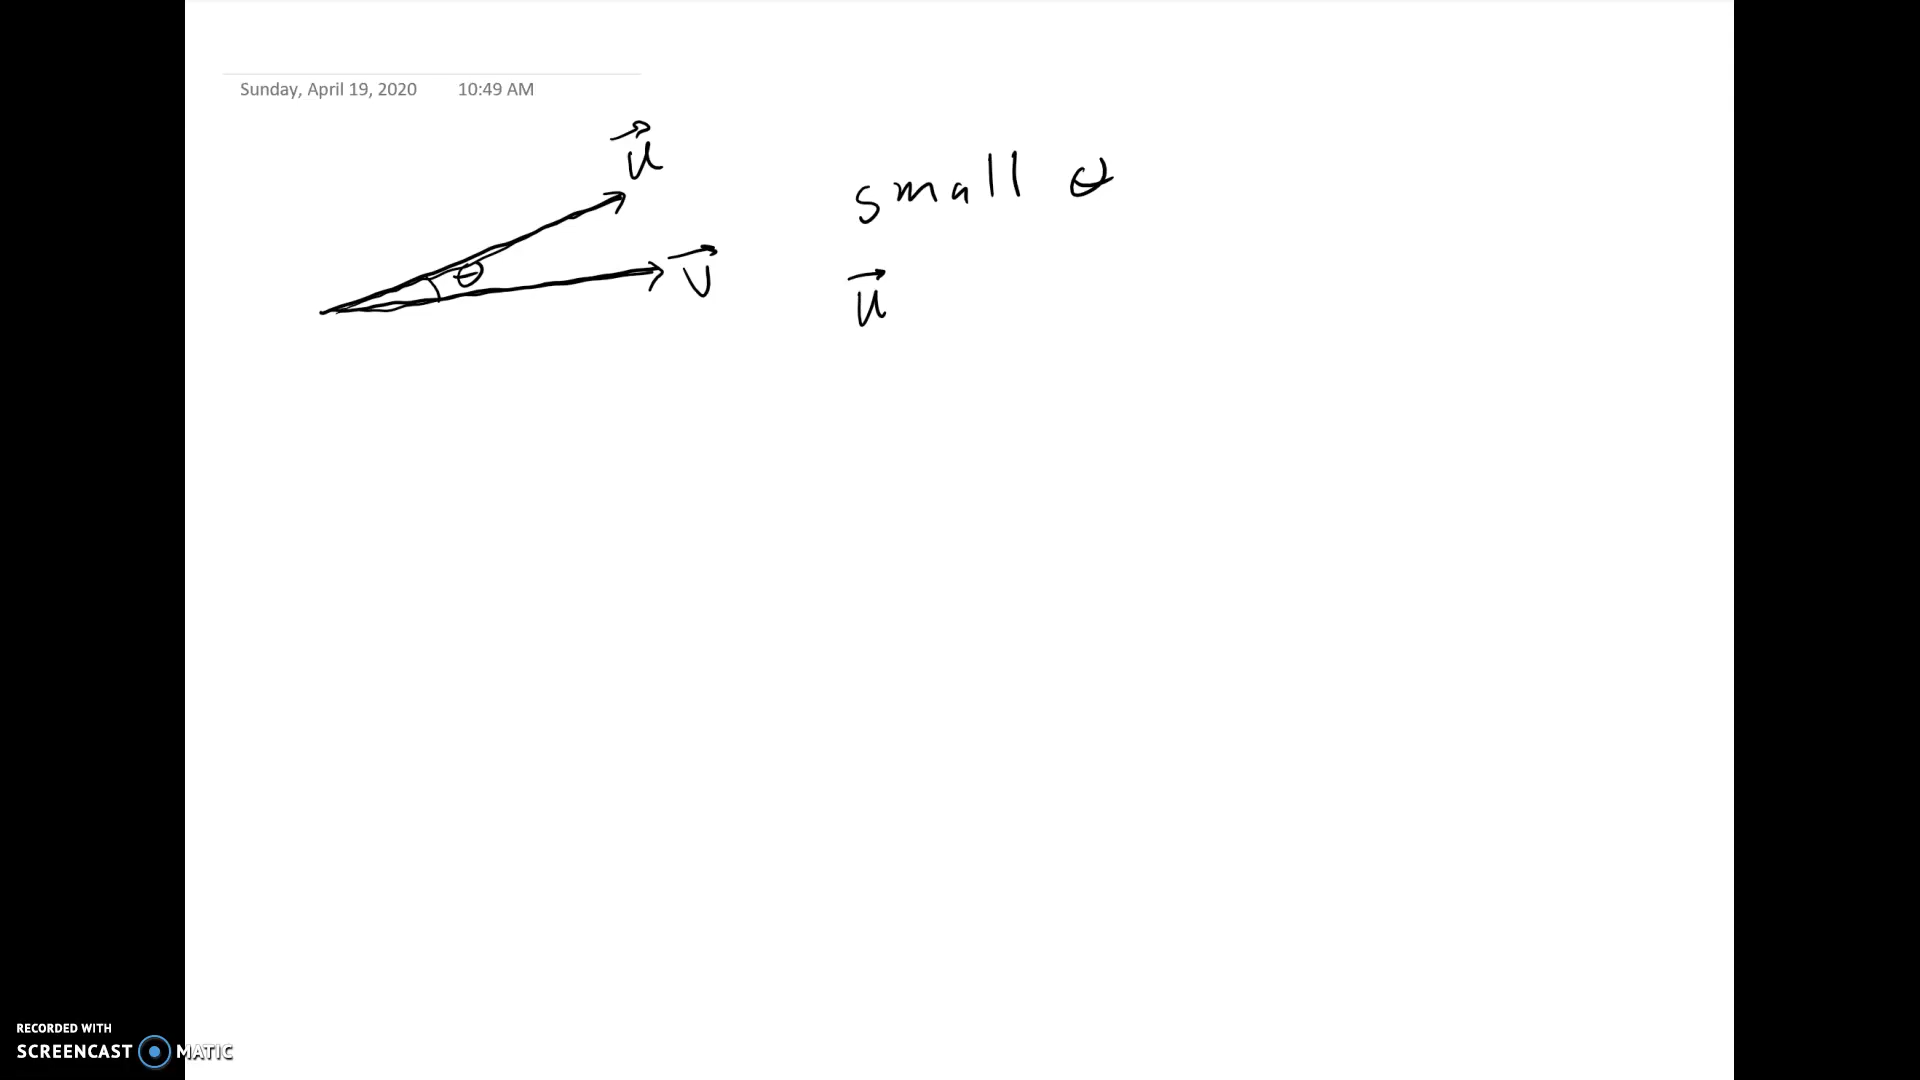 Sunday, April 19, 2020 10:49 AM
u⃗
small θ
θ
v⃗
u⃗
RECORDED WITH
SCREENCAST MATIC